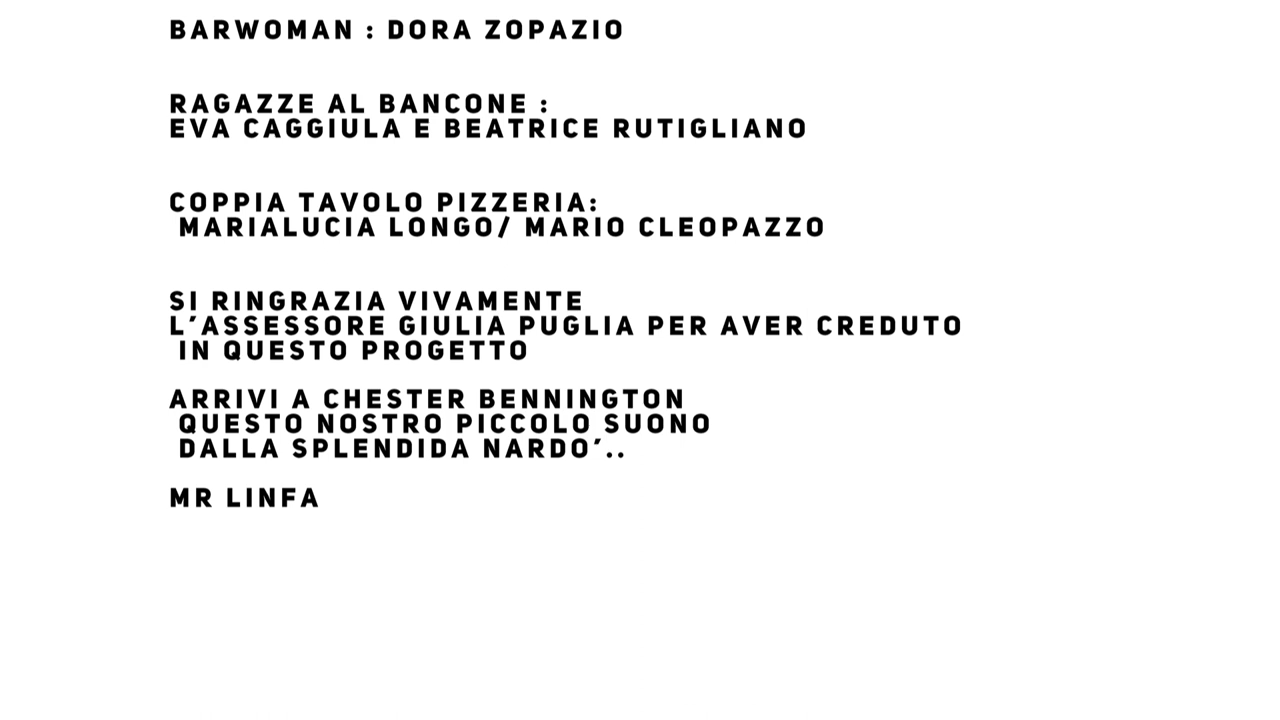 BARWOMAN : DORA ZOPAZIO
RAGAZZE AL BANCONE :
EVA CAGGIULA E BEATRICE RUTIGLIANO
COPPIA TAVOLO PIZZERIA:
MARIALUCIA LONGO/ MARIO CLEOPAZZO
SI RINGRAZIA VIVAMENTE
L'ASSESSORE GIULIA PUGLIA PER AVER CREDUTO
IN QUESTO PROGETTO
ARRIVI A CHESTER BENNINGTON
QUESTO NOSTRO PICCOLO SUONO
DALLA SPLENDIDA NARDO'..
MR LINFA